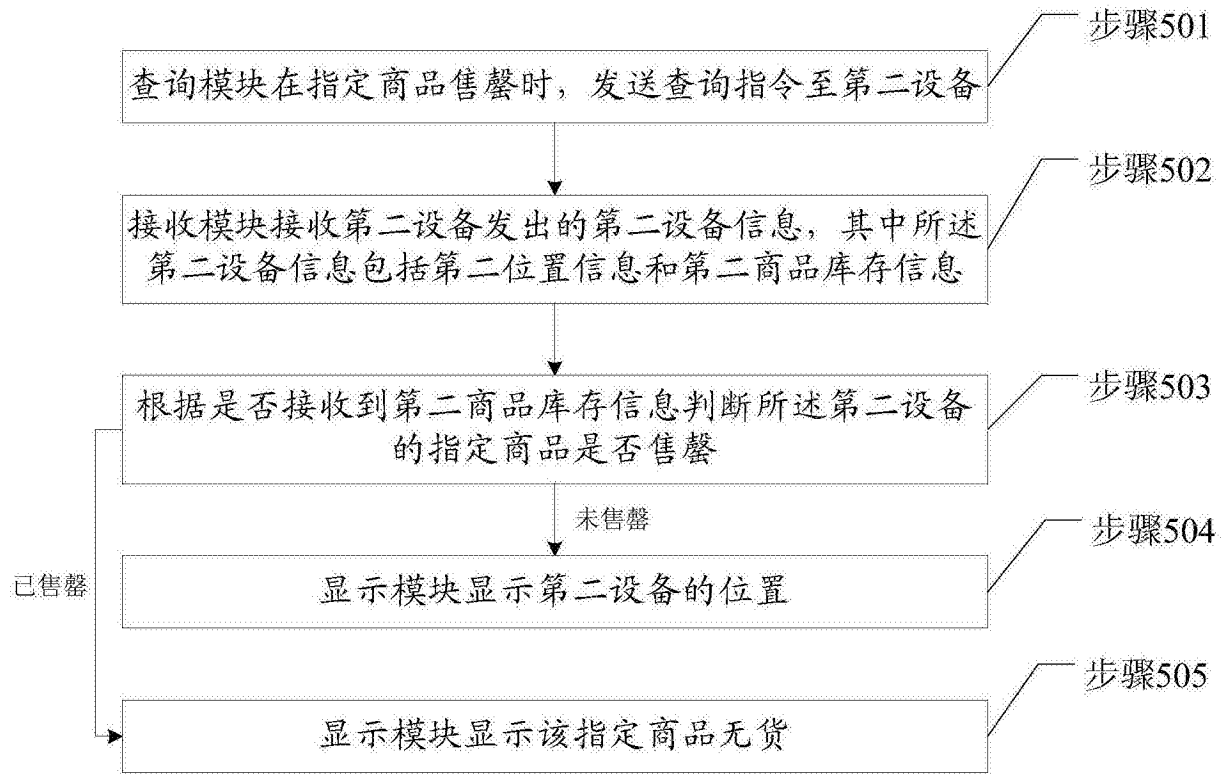 步骤501
查询模块在指定商品售罄时，发送查询指令至第二设备
步骤502
接收模块接收第二设备发出的第二设备信息，其中所述
第二设备信息包括第二位置信息和第二商品库存信息
步骤503
根据是否接收到第二商品库存信息判断所述第二设备
的指定商品是否售罄
未售罄
步骤504
已售罄
显示模块显示第二设备的位置
步骤505
显示模块显示该指定商品无货